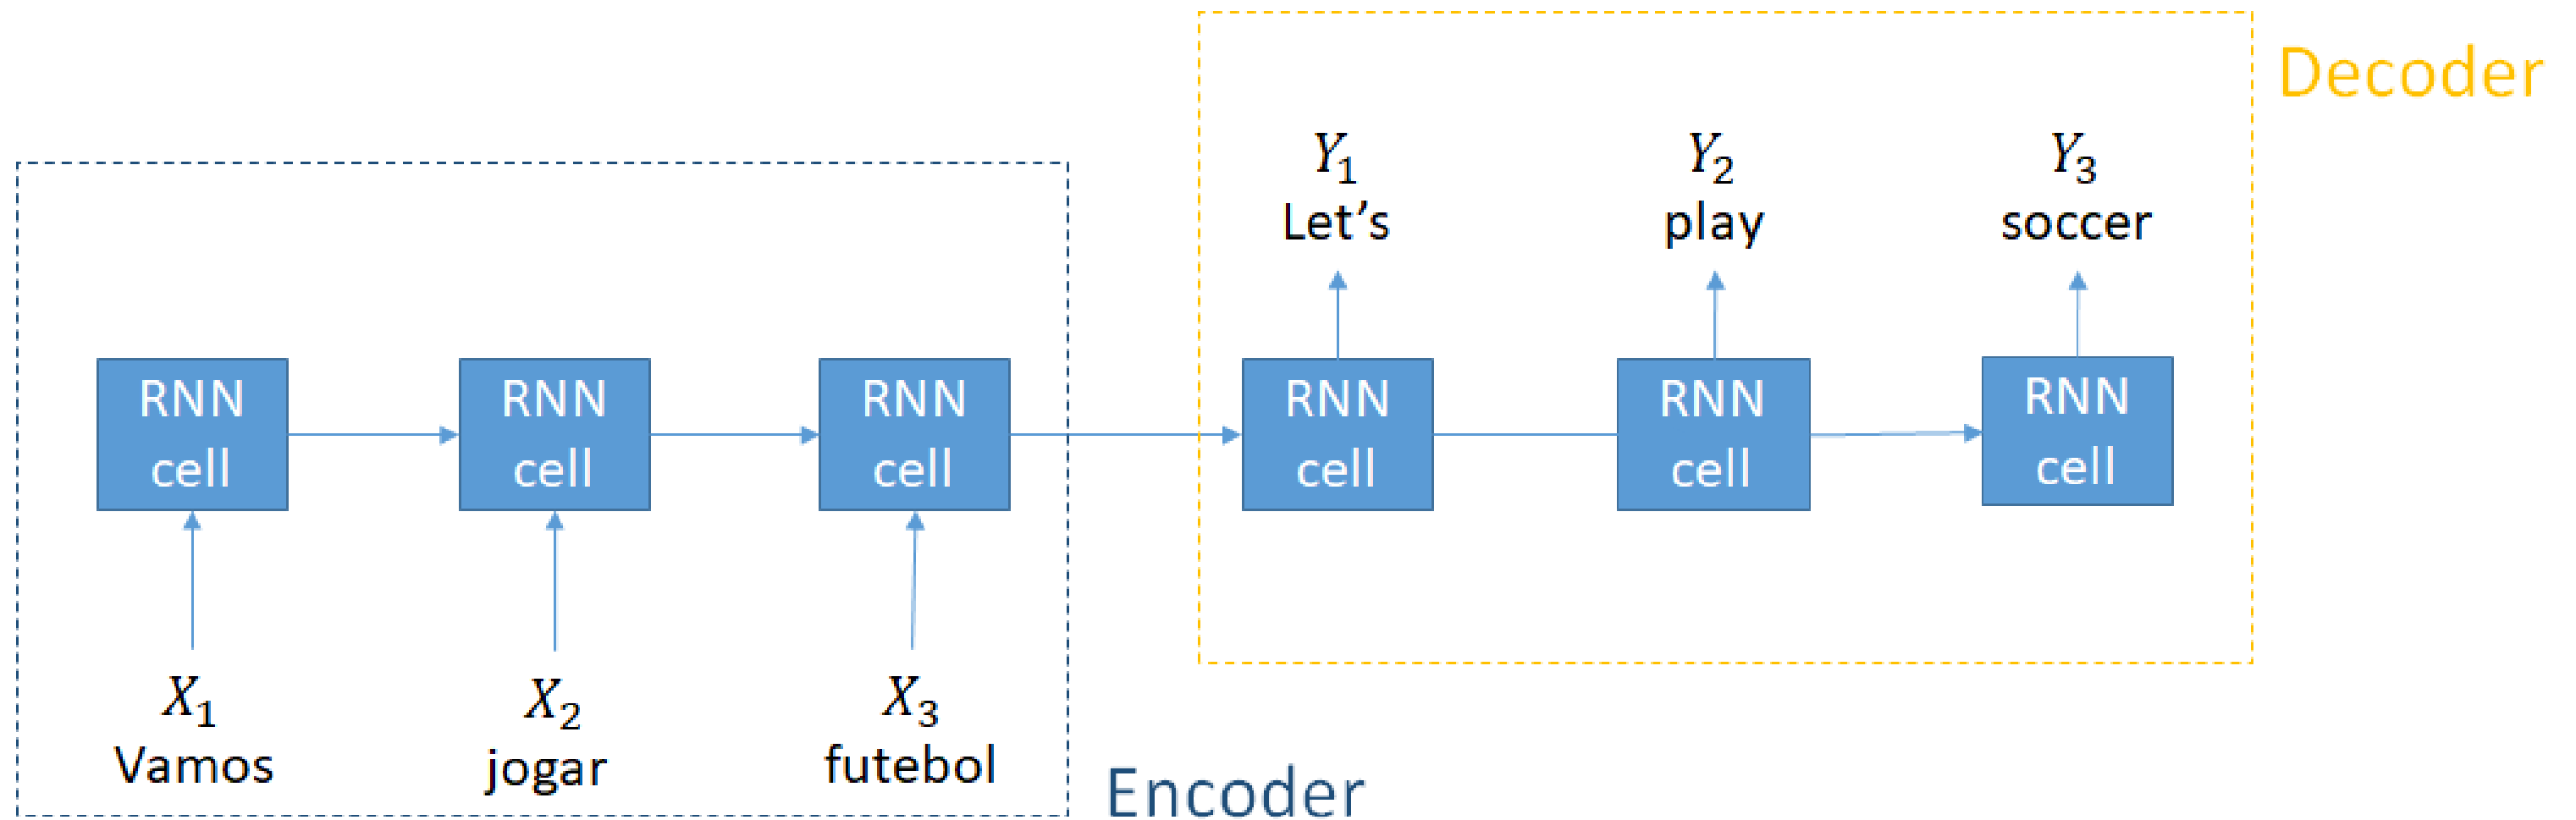 Decoder
Y₁ Y₂ Y₃
Let's play soccer
RNN RNN RNN RNN RNN RNN
cell cell cell cell cell cell
X₁ X₂ X₃
Vamos jogar futebol
Encoder